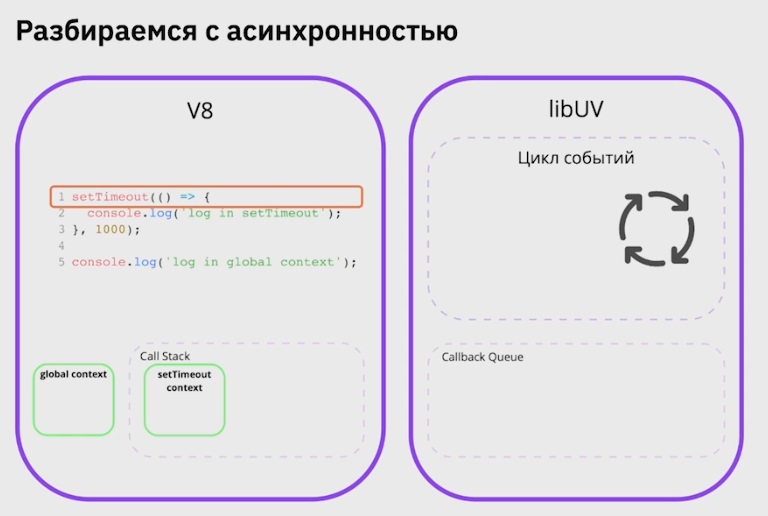 Разбираемся с асинхронностью
V8
1 setTimeout(() => {
2   console.log('log in setTimeout');
3 }, 1000);
4
5 console.log('log in global context');
global context
Call Stack
setTimeout
context
libUV
Цикл событий
Callback Queue